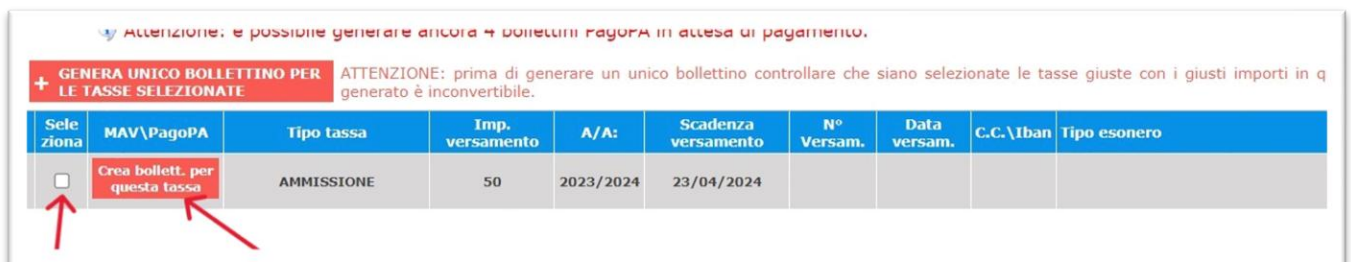 Attenzione: è possibile generare ancora 4 bollettini PagoPA in attesa di pagamento.
+ GENERA UNICO BOLLETTINO PER
LE TASSE SELEZIONATE
ATTENZIONE: prima di generare un unico bollettino controllare che siano selezionate le tasse giuste con i giusti importi in q
generato è inconvertibile.
Sele
ziona
MAV\PagoPA
Tipo tassa
Imp.
versamento
A/A:
Scadenza
versamento
N°
Versam.
Data
versam.
C.C.\Iban
Tipo esonero
Crea bollett. per
questa tassa
AMMISSIONE
50
2023/2024
23/04/2024